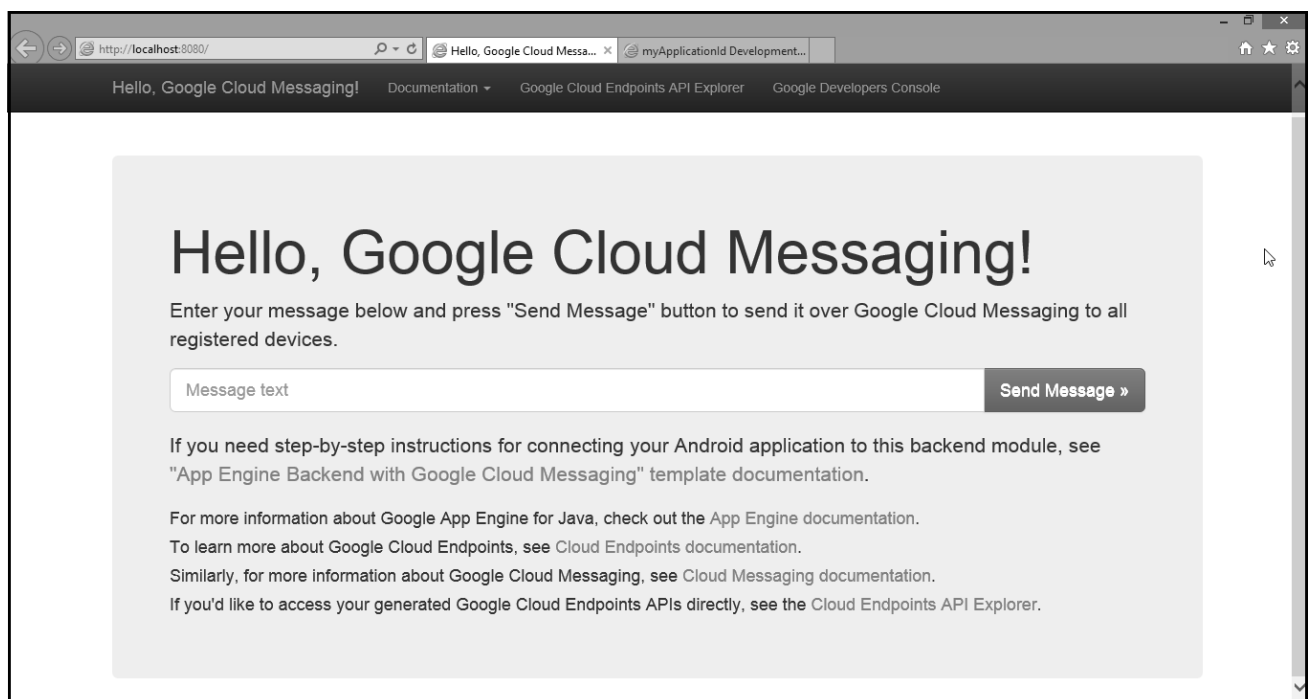 http://localhost:8080/
Hello, Google Cloud Messa...
myApplicationId Development...
Hello, Google Cloud Messaging!
Documentation
Google Cloud Endpoints API Explorer
Google Developers Console
Hello, Google Cloud Messaging!
Enter your message below and press "Send Message" button to send it over Google Cloud Messaging to all
registered devices.
Message text
Send Message »
If you need step-by-step instructions for connecting your Android application to this backend module, see
"App Engine Backend with Google Cloud Messaging" template documentation.
For more information about Google App Engine for Java, check out the App Engine documentation.
To learn more about Google Cloud Endpoints, see Cloud Endpoints documentation.
Similarly, for more information about Google Cloud Messaging, see Cloud Messaging documentation.
If you'd like to access your generated Google Cloud Endpoints APIs directly, see the Cloud Endpoints API Explorer.